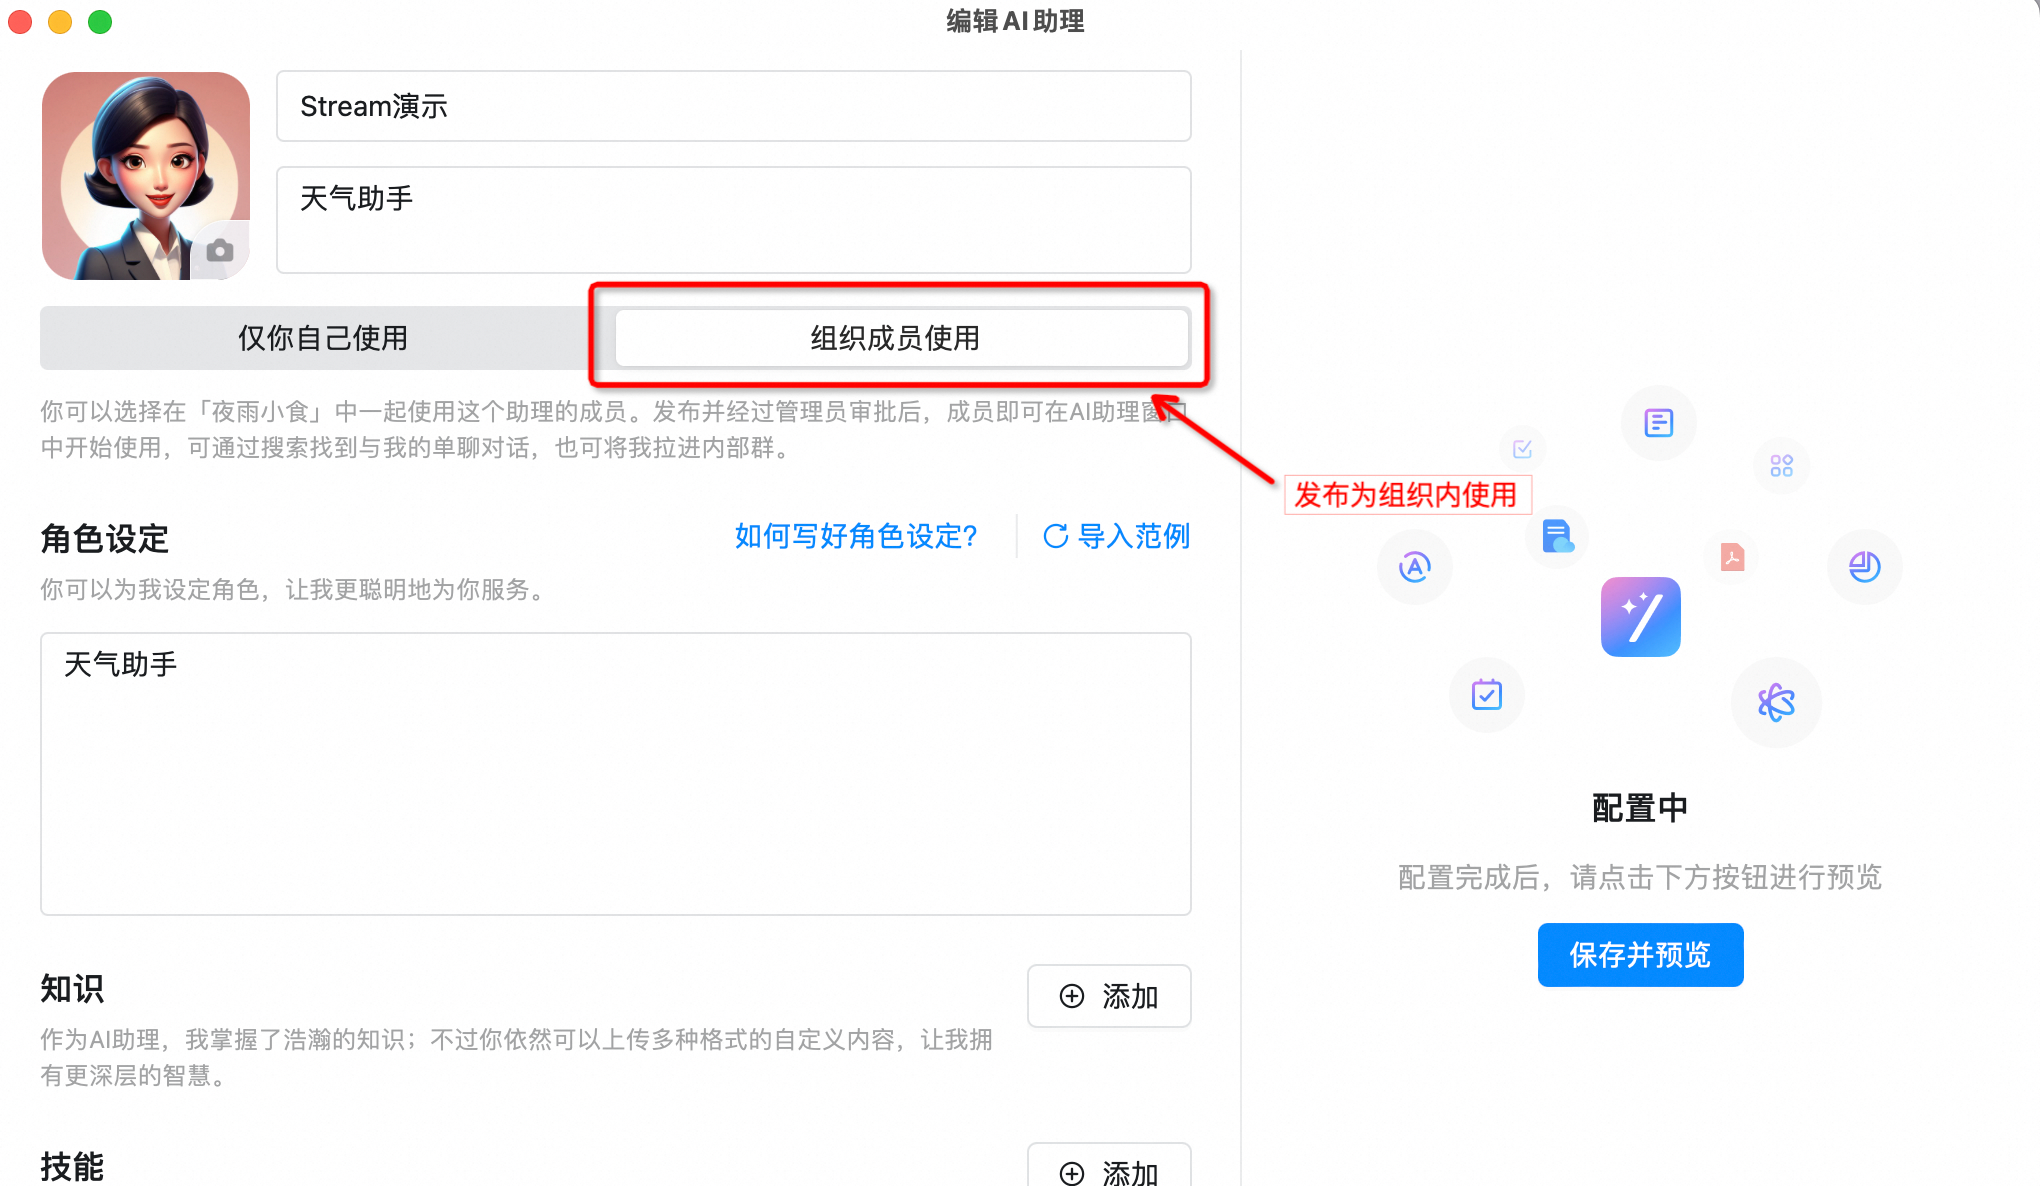 编辑AI助理
Stream演示
天气助手
仅你自己使用
组织成员使用
你可以选择在「夜雨小食」中一起使用这个助理的成员。发布并经过管理员审批后，成员即可在AI助理窗口
中开始使用，可通过搜索找到与我的单聊对话，也可将我拉进内部群。
发布为组织内使用
角色设定
如何写好角色设定?
导入范例
你可以为我设定角色，让我更聪明地为你服务。
天气助手
配置中
配置完成后，请点击下方按钮进行预览
保存并预览
知识
添加
作为AI助理，我掌握了浩瀚的知识；不过你依然可以上传多种格式的自定义内容，让我拥
有更深层的智慧。
技能
添加